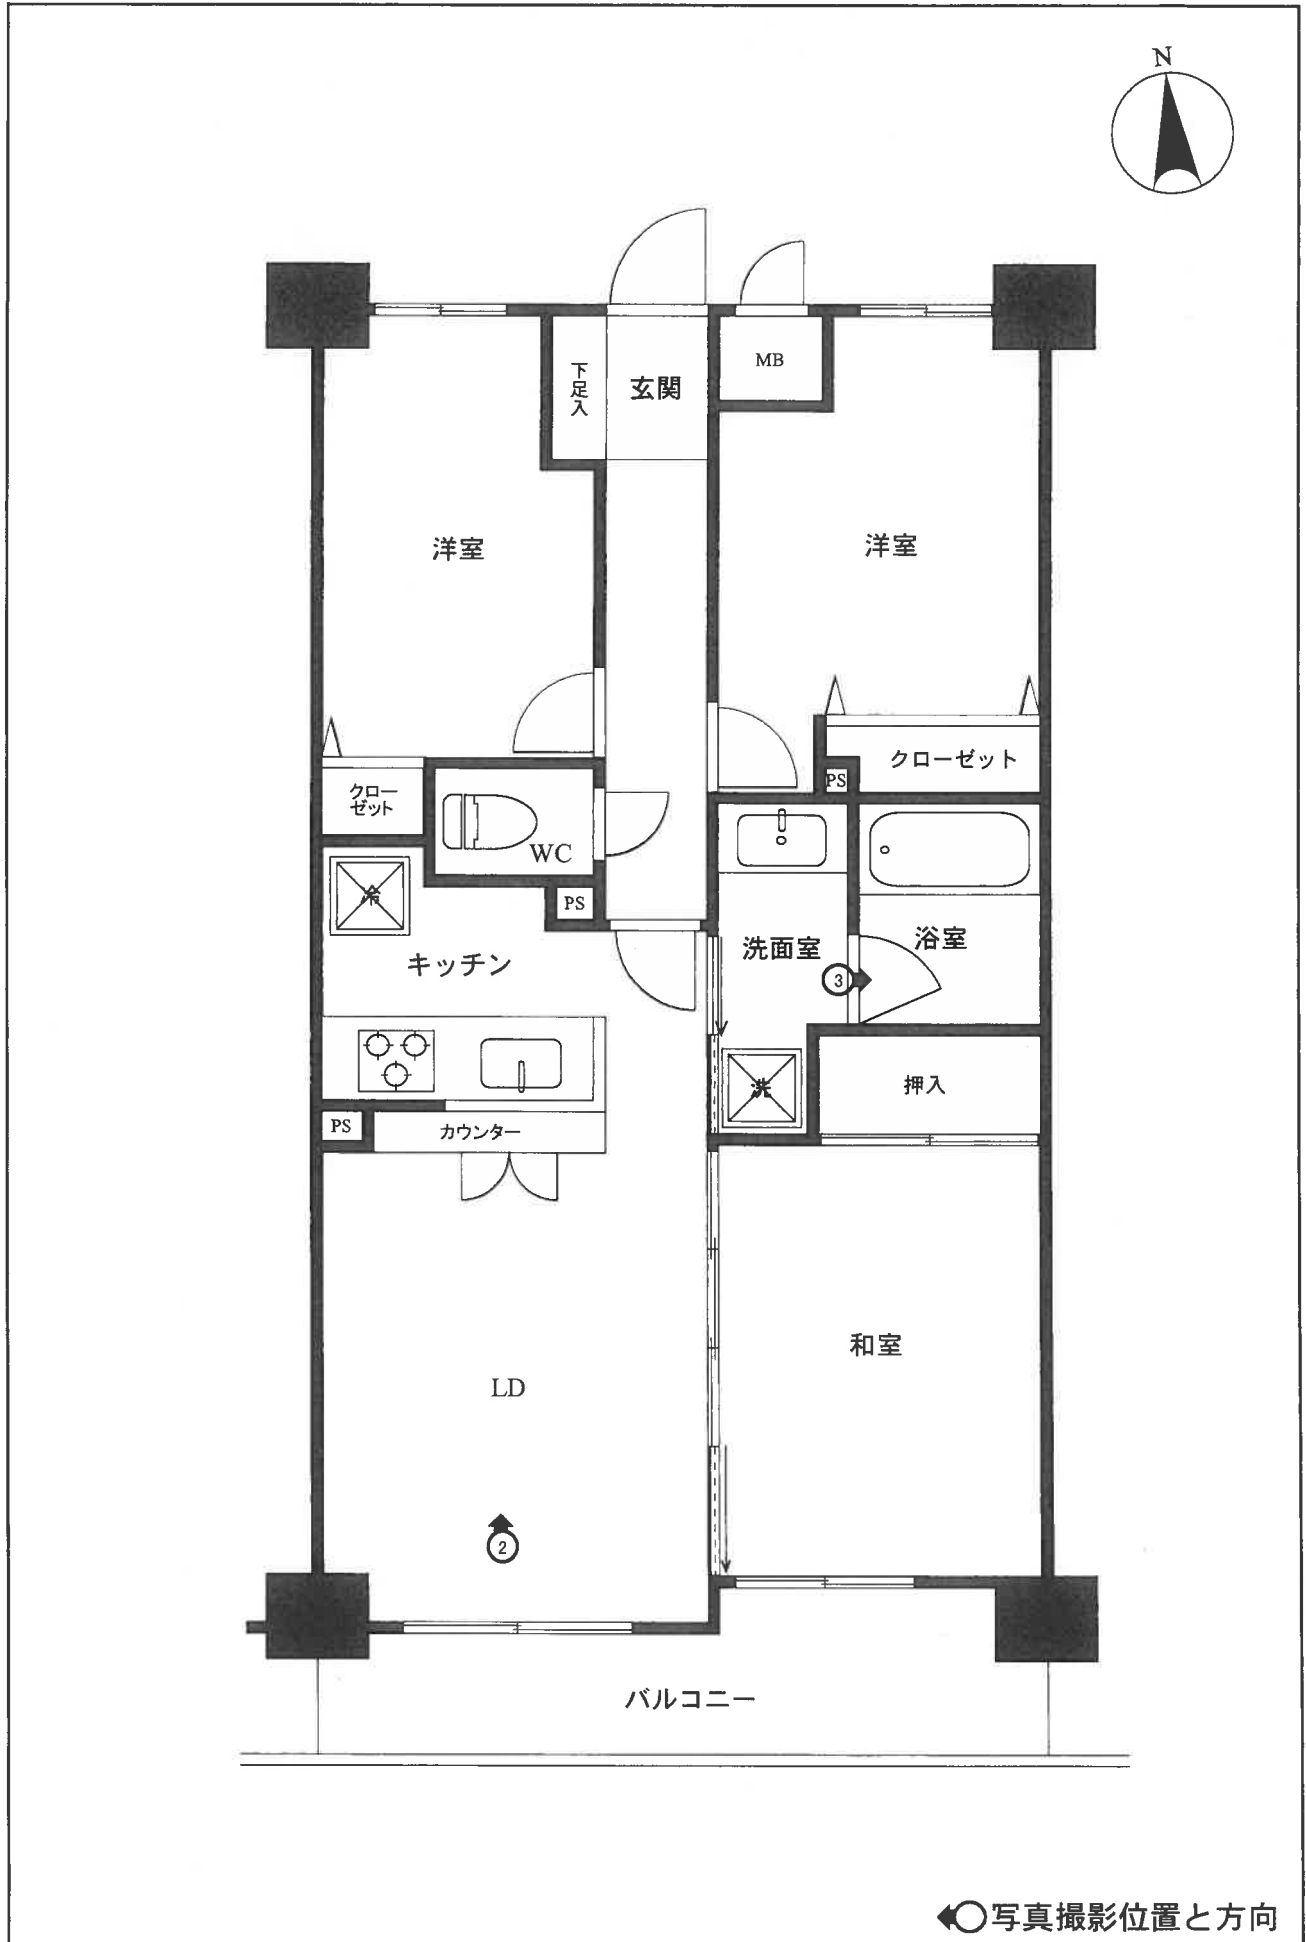 N
下足入
玄関
MB
洋室
洋室
クローゼット
PS
クロー
ゼット
WC
PS
冷
キッチン
洗面室
浴室
3
洗
押入
PS
カウンター
和室
LD
2
バルコニー
写真撮影位置と方向